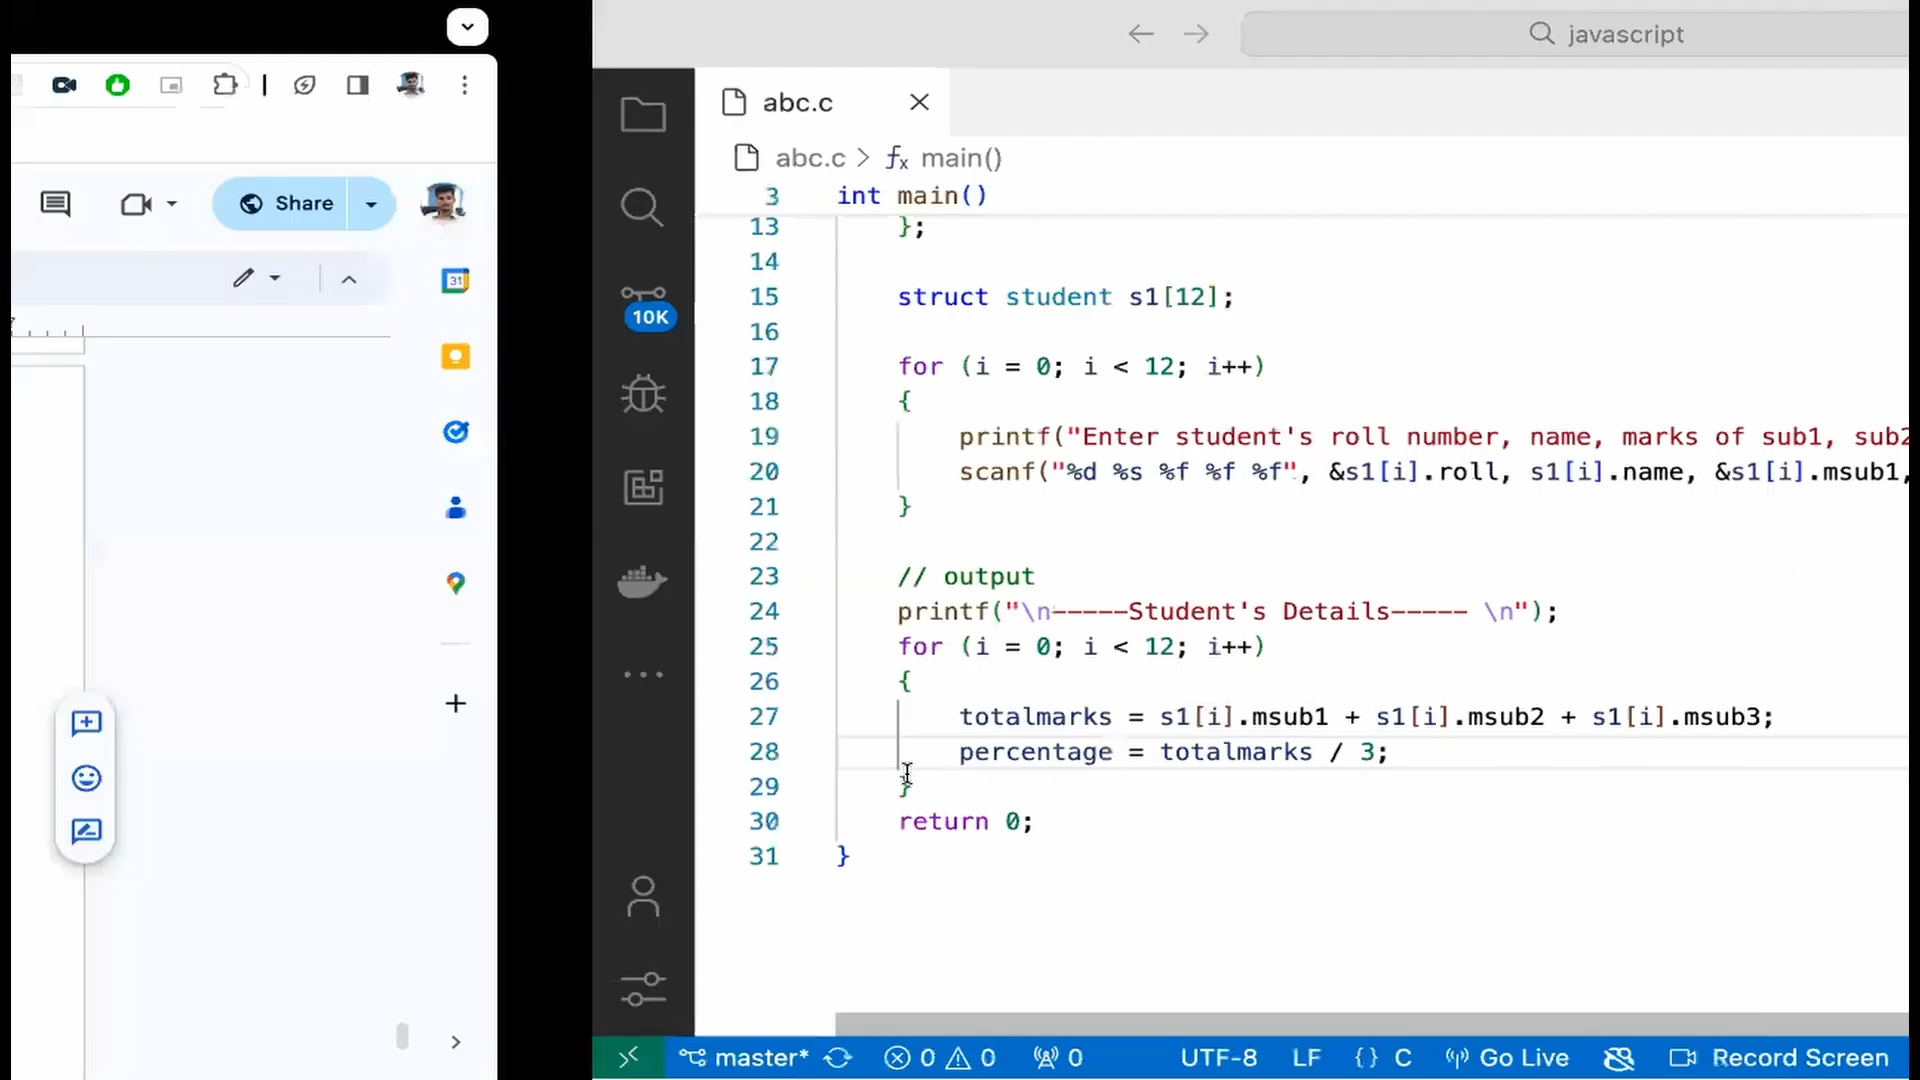 javascript
Share
31
abc.c
abc.c > fx main()
10K
3 int main()
13 };
14
15 struct student s1[12];
16
17 for (i = 0; i < 12; i++)
18 {
19 printf("Enter student's roll number, name, marks of sub1, sub2
20 scanf("%d %s %f %f %f", &s1[i].roll, s1[i].name, &s1[i].msub1,
21 }
22
23 // output
24 printf("\n-----Student's Details----- \n");
25 for (i = 0; i < 12; i++)
26 {
27 totalmarks = s1[i].msub1 + s1[i].msub2 + s1[i].msub3;
28 percentage = totalmarks / 3;
29 }
30 return 0;
31 }
master* 0 0 0 UTF-8 LF {} C Go Live Record Screen